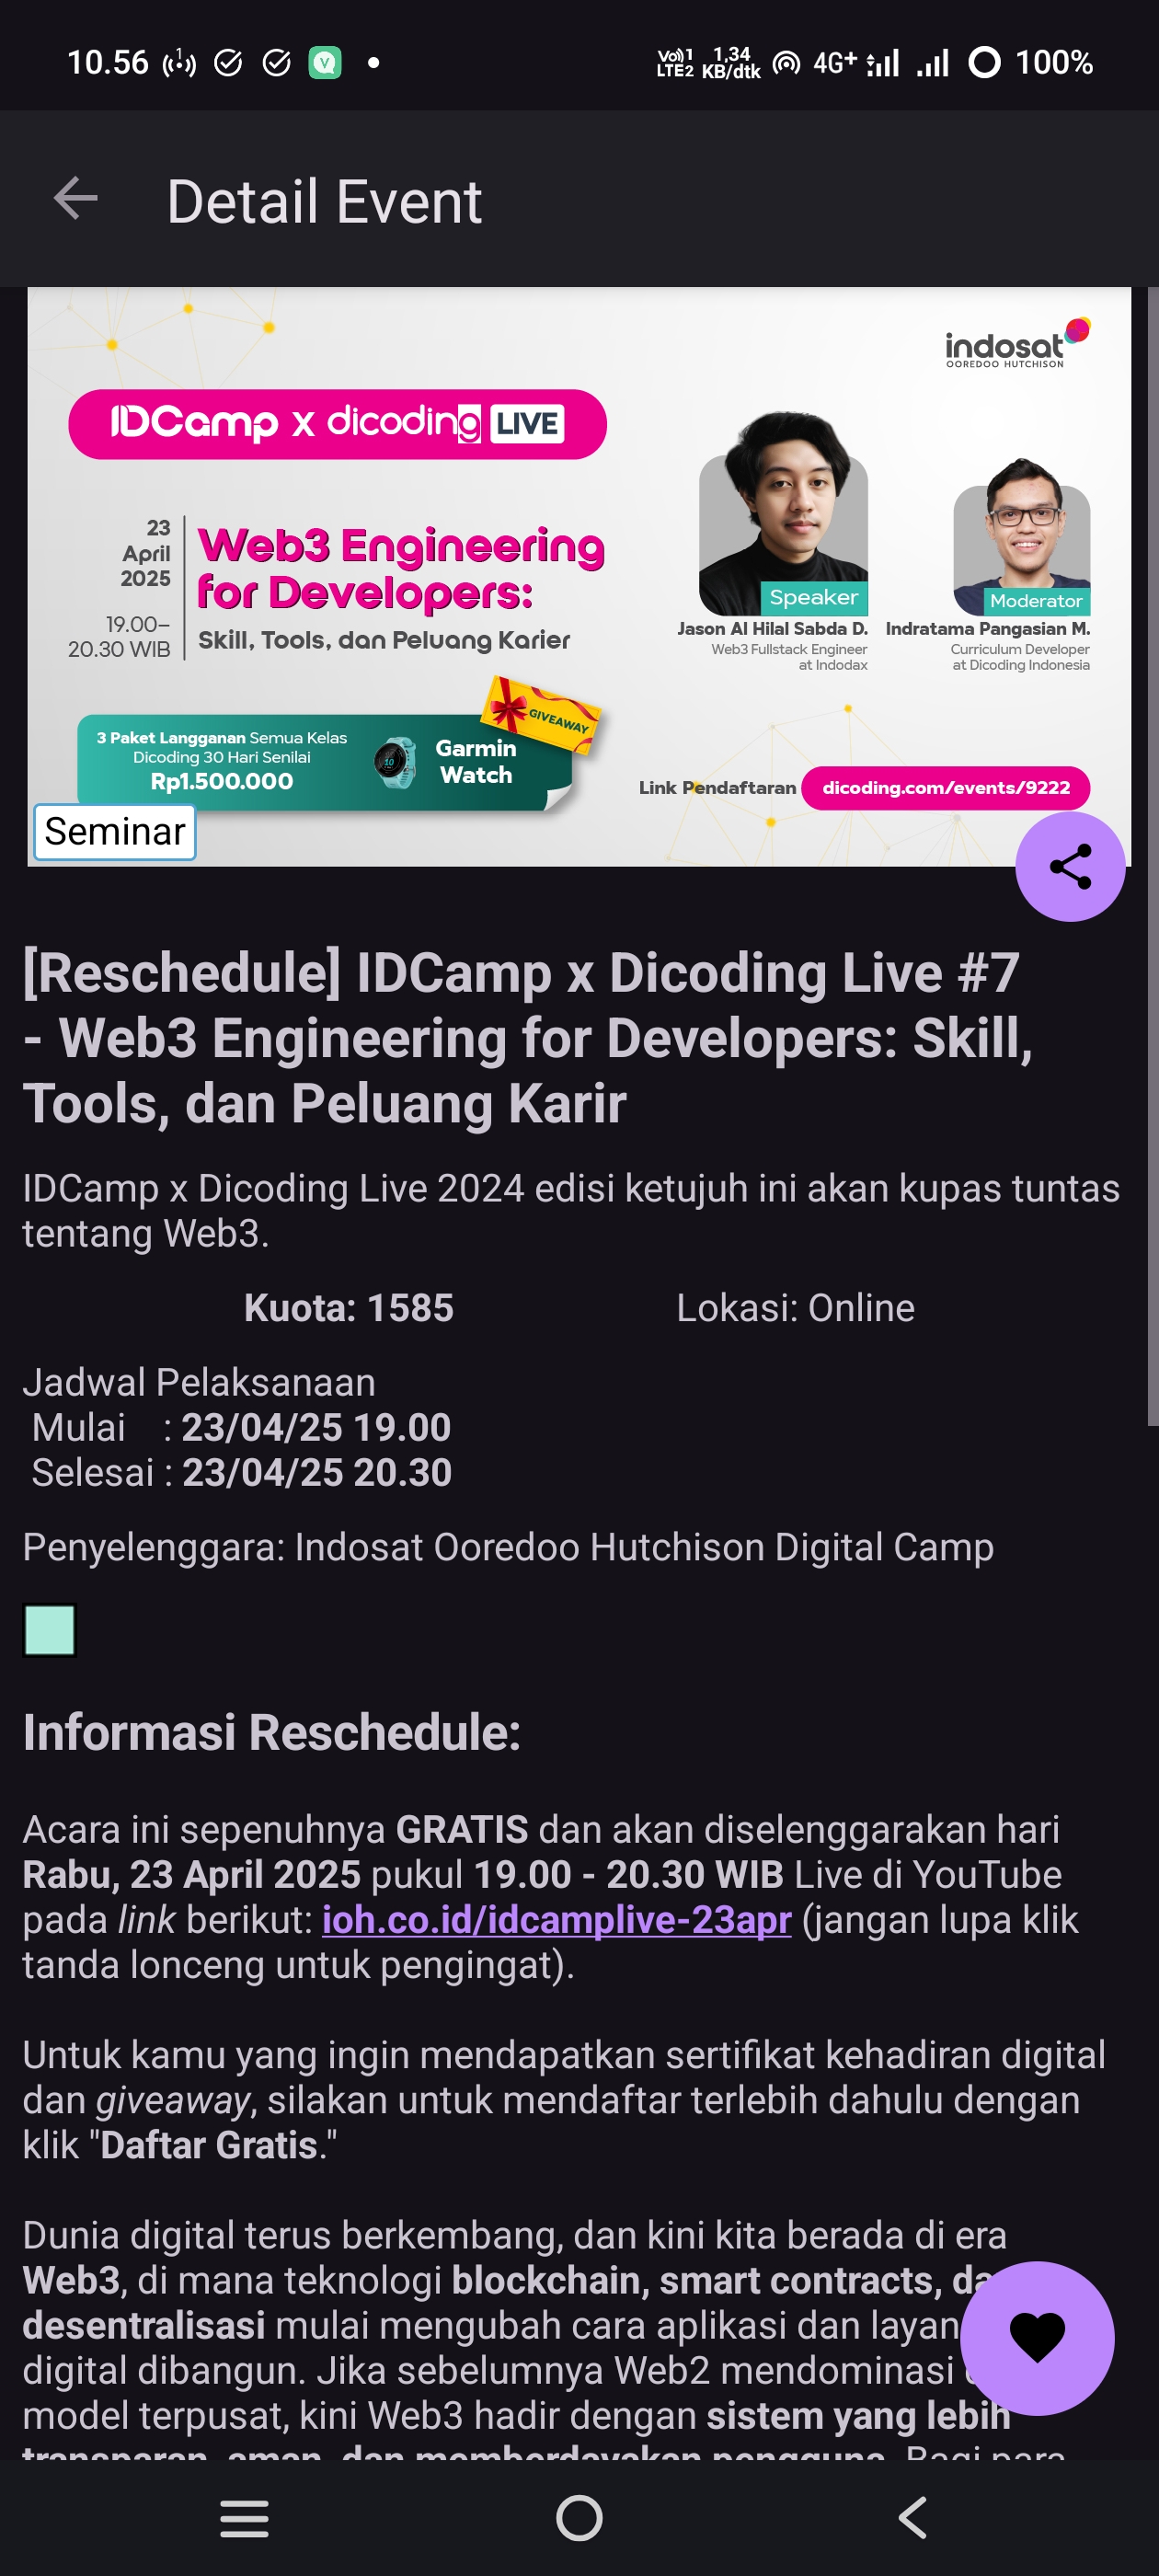 10.56
Vo))1 LTE2
1,34 KB/dtk
4G+
100%
Detail Event
indosat
OOREDOO HUTCHISON
IDCamp x dicoding LIVE
23
April
2025
19.00–
20.30 WIB
Web3 Engineering
for Developers:
Skill, Tools, dan Peluang Karier
Speaker
Jason Al Hilal Sabda D.
Web3 Fullstack Engineer
at Indodax
Moderator
Indratama Pangasian M.
Curriculum Developer
at Dicoding Indonesia
GIVEAWAY
3 Paket Langganan Semua Kelas
Dicoding 30 Hari Senilai
Rp1.500.000
10
Garmin
Watch
Link Pendaftaran dicoding.com/events/9222
Seminar
[Reschedule] IDCamp x Dicoding Live #7
- Web3 Engineering for Developers: Skill,
Tools, dan Peluang Karir
IDCamp x Dicoding Live 2024 edisi ketujuh ini akan kupas tuntas
tentang Web3.
Kuota: 1585 Lokasi: Online
Jadwal Pelaksanaan
Mulai : 23/04/25 19.00
Selesai : 23/04/25 20.30
Penyelenggara: Indosat Ooredoo Hutchison Digital Camp
Informasi Reschedule:
Acara ini sepenuhnya GRATIS dan akan diselenggarakan hari
Rabu, 23 April 2025 pukul 19.00 - 20.30 WIB Live di YouTube
pada link berikut: ioh.co.id/idcamplive-23apr (jangan lupa klik
tanda lonceng untuk pengingat).
Untuk kamu yang ingin mendapatkan sertifikat kehadiran digital
dan giveaway, silakan untuk mendaftar terlebih dahulu dengan
klik "Daftar Gratis."
Dunia digital terus berkembang, dan kini kita berada di era
Web3, di mana teknologi blockchain, smart contracts, da
desentralisasi mulai mengubah cara aplikasi dan layan
digital dibangun. Jika sebelumnya Web2 mendominasi
model terpusat, kini Web3 hadir dengan sistem yang lebih
transparan, aman, dan memberdayakan pengguna. Bagi para